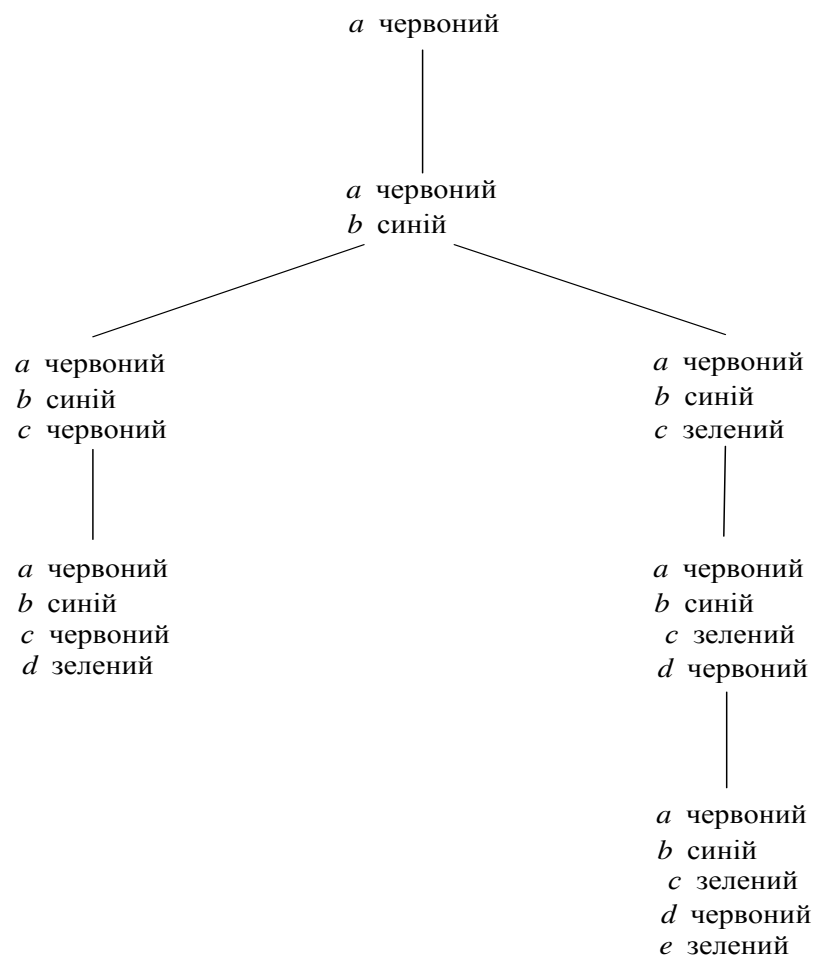 a червоний
a червоний
b синій
a червоний
b синій
c червоний
a червоний
b синій
c зелений
a червоний
b синій
c червоний
d зелений
a червоний
b синій
c зелений
d червоний
a червоний
b синій
c зелений
d червоний
e зелений